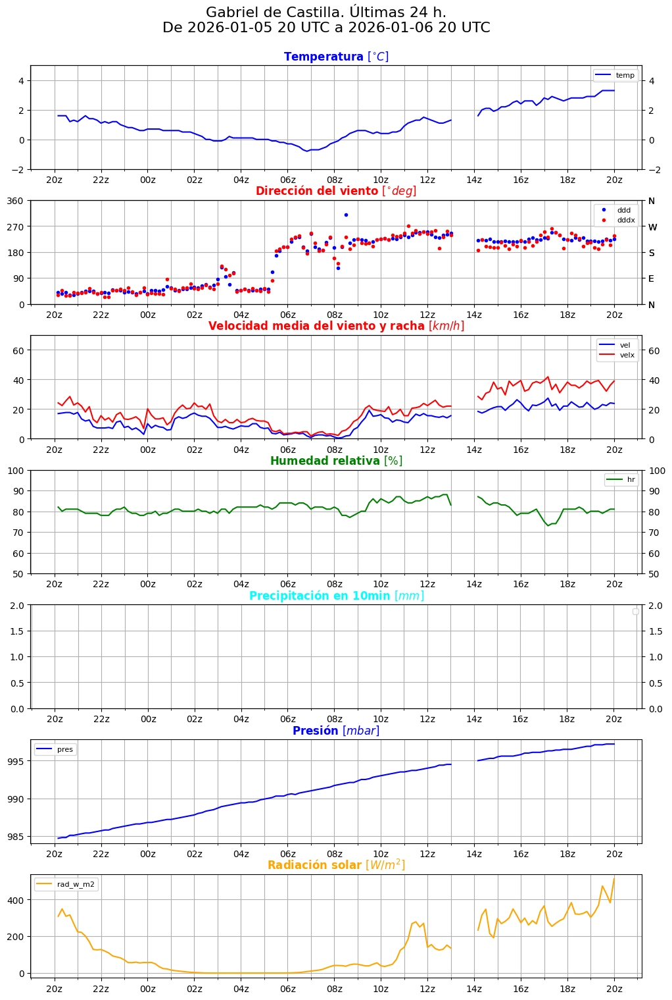 Gabriel de Castilla. Últimas 24 h.
De 2026-01-05 20 UTC a 2026-01-06 20 UTC
Temperatura [°C]
temp
4 4
2 2
0 0
−2 −2
20z 22z 00z 02z 04z 06z 08z 10z 12z 14z 16z 18z 20z
Dirección del viento [°deg]
ddd
dddx
360 N
270 W
180 S
90 E
0 N
20z 22z 00z 02z 04z 06z 08z 10z 12z 14z 16z 18z 20z
Velocidad media del viento y racha [km/h]
vel
velx
60 60
40 40
20 20
0 0
20z 22z 00z 02z 04z 06z 08z 10z 12z 14z 16z 18z 20z
Humedad relativa [%]
hr
100 100
90 90
80 80
70 70
60 60
50 50
20z 22z 00z 02z 04z 06z 08z 10z 12z 14z 16z 18z 20z
Precipitación en 10min [mm]
2.0 2.0
1.5 1.5
1.0 1.0
0.5 0.5
0.0 0.0
20z 22z 00z 02z 04z 06z 08z 10z 12z 14z 16z 18z 20z
Presión [mbar]
pres
995
990
985
20z 22z 00z 02z 04z 06z 08z 10z 12z 14z 16z 18z 20z
Radiación solar [W/m²]
rad_w_m2
400
200
0
20z 22z 00z 02z 04z 06z 08z 10z 12z 14z 16z 18z 20z